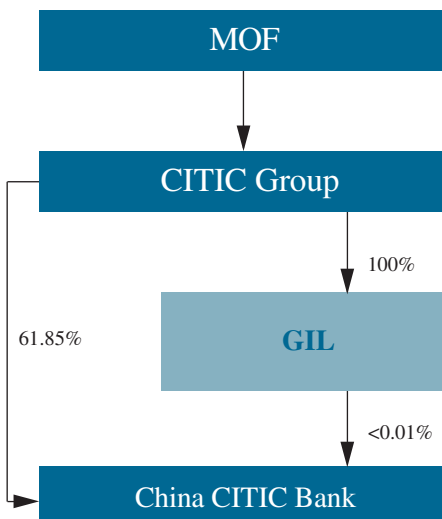 MOF
CITIC Group
100%
61.85%
GIL
<0.01%
China CITIC Bank